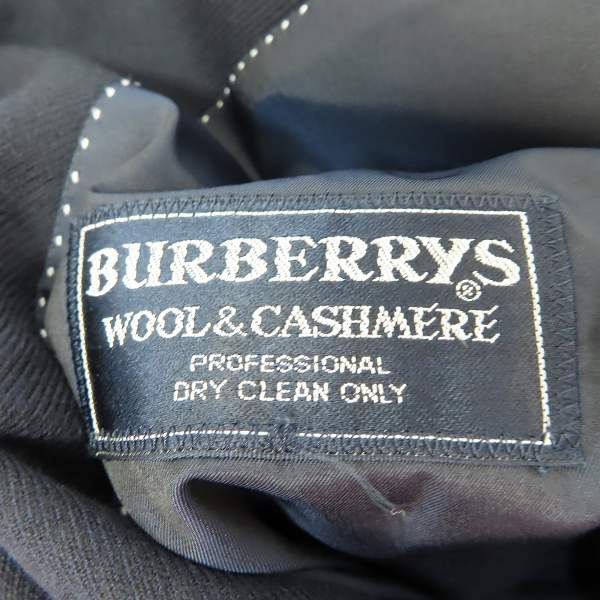 BURBERRYS®
WOOL & CASHMERE
PROFESSIONAL
DRY CLEAN ONLY